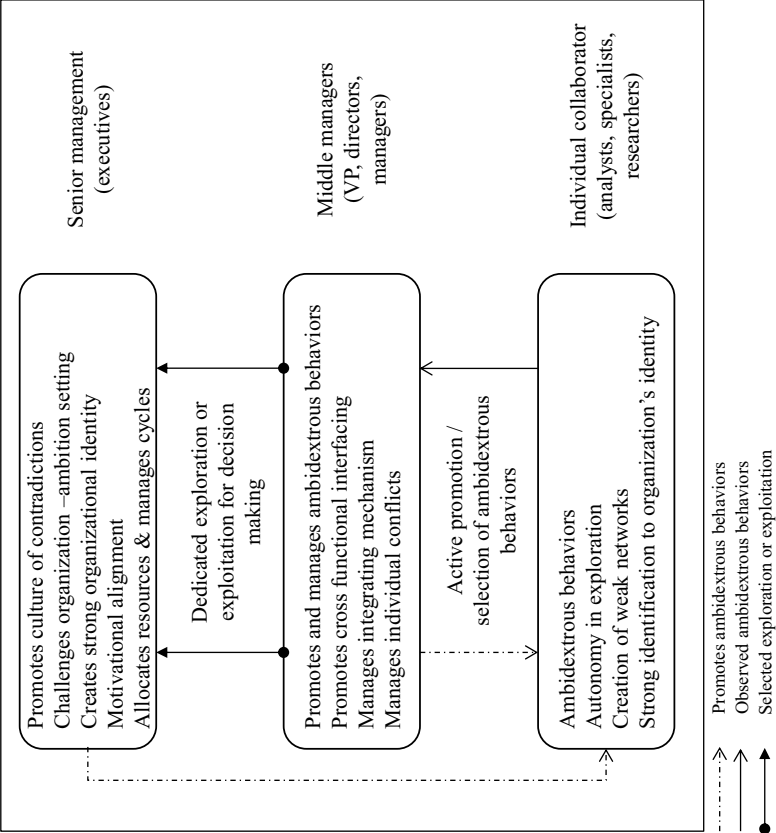 Promotes culture of contradictions
Challenges organization –ambition setting
Creates strong organizational identity
Motivational alignment
Allocates resources & manages cycles
Senior management
(executives)
Dedicated exploration or
exploitation for decision
making
Promotes and manages ambidextrous behaviors
Promotes cross functional interfacing
Manages integrating mechanism
Manages individual conflicts
Middle managers
(VP, directors,
managers)
Active promotion /
selection of ambidextrous
behaviors
Ambidextrous behaviors
Autonomy in exploration
Creation of weak networks
Strong identification to organization’s identity
Individual collaborator
(analysts, specialists,
researchers)
Promotes ambidextrous behaviors
Observed ambidextrous behaviors
Selected exploration or exploitation